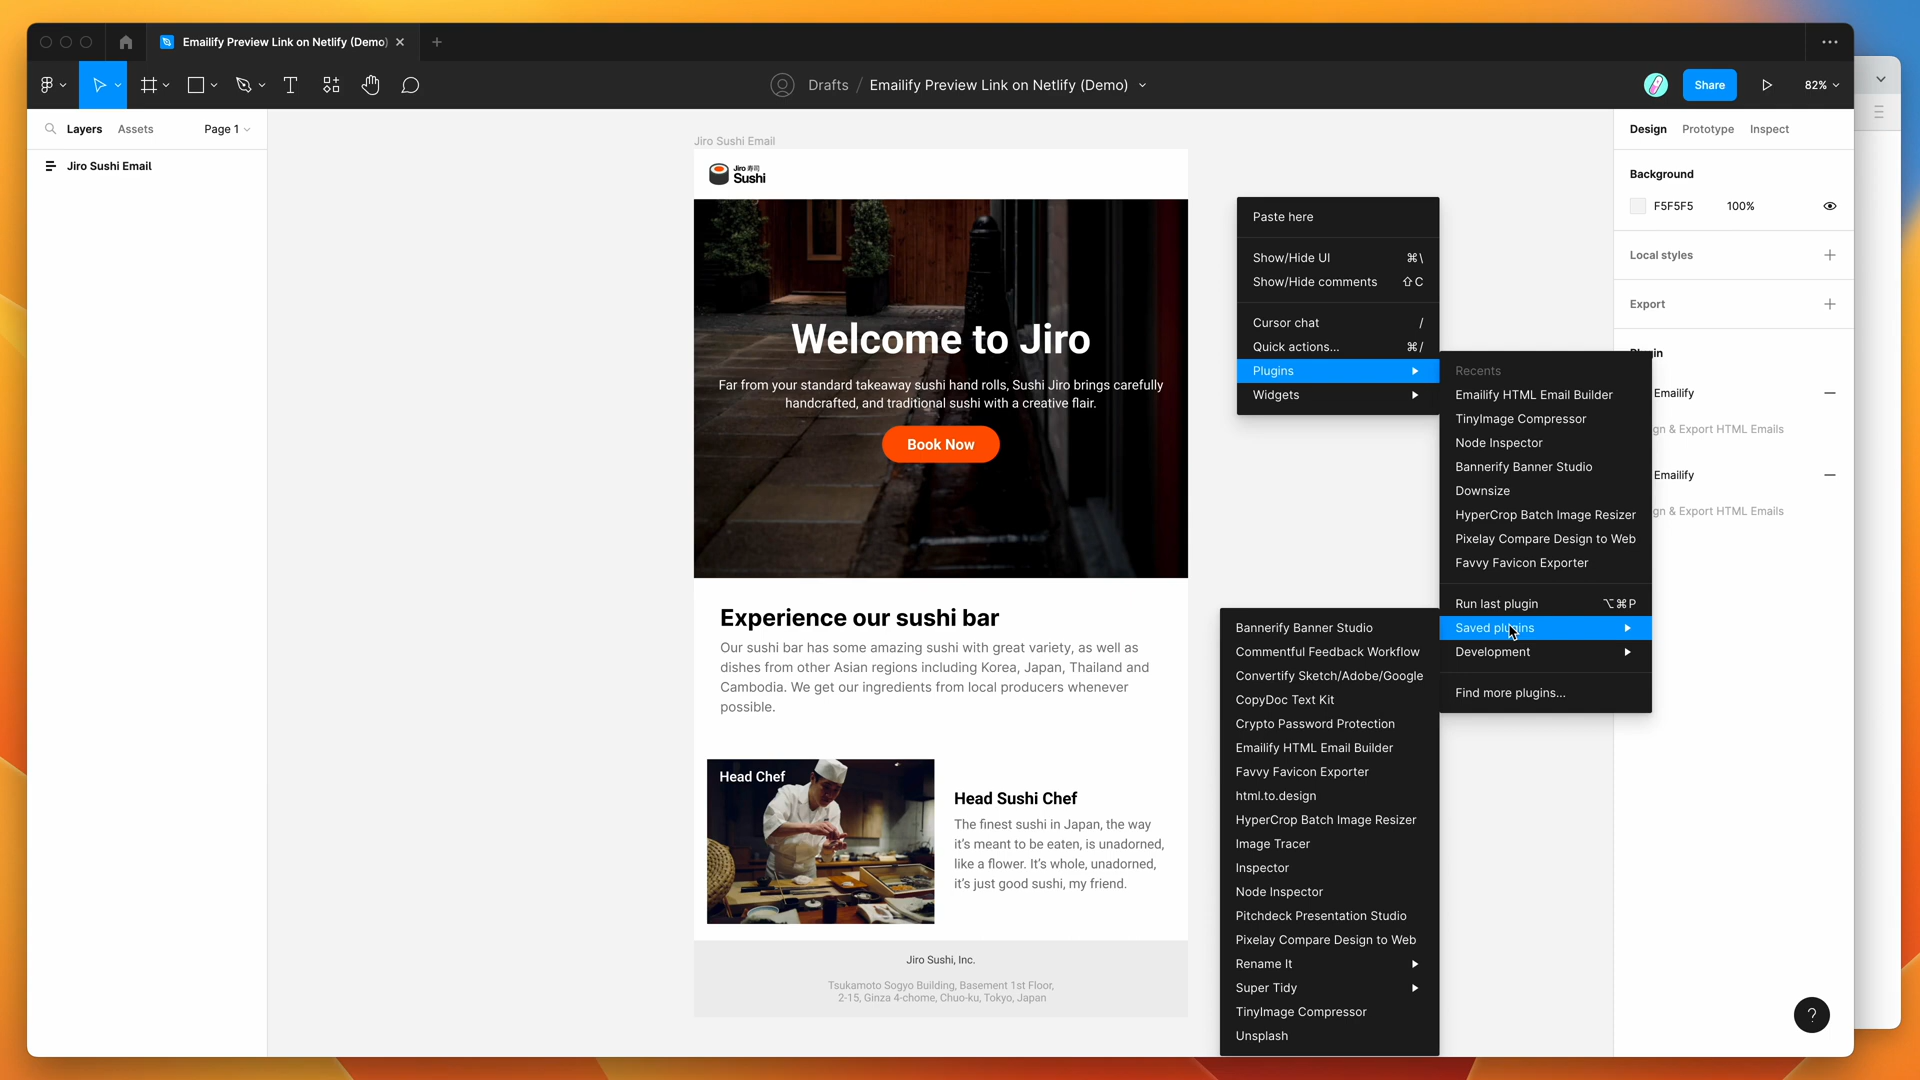 Emailify Preview Link on Netlify (Demo)
Drafts / Emailify Preview Link on Netlify (Demo)
Share
82%
Layers
Assets
Page 1
Jiro Sushi Email
Jiro Sushi Email
Jiro 寿司
Sushi
Welcome to Jiro
Far from your standard takeaway sushi hand rolls, Sushi Jiro brings carefully
handcrafted, and traditional sushi with a creative flair.
Book Now
Experience our sushi bar
Our sushi bar has some amazing sushi with great variety, as well as
dishes from other Asian regions including Korea, Japan, Thailand and
Cambodia. We get our ingredients from local producers whenever
possible.
Head Chef
Head Sushi Chef
The finest sushi in Japan, the way
it's meant to be eaten, is unadorned,
like a flower. It's whole, unadorned,
it's just good sushi, my friend.
Jiro Sushi, Inc.
Tsukamoto Sogyo Building, Basement 1st Floor,
2-15, Ginza 4-chome, Chuo-ku, Tokyo, Japan
Paste here
Show/Hide UI ⌘\
Show/Hide comments ⇧C
Cursor chat /
Quick actions... ⌘/
Plugins
Widgets
Recents
Emailify HTML Email Builder
TinyImage Compressor
Node Inspector
Bannerify Banner Studio
Downsize
HyperCrop Batch Image Resizer
Pixelay Compare Design to Web
Favvy Favicon Exporter
Run last plugin ⌥⌘P
Saved plugins
Development
Find more plugins...
Bannerify Banner Studio
Commentful Feedback Workflow
Convertify Sketch/Adobe/Google
CopyDoc Text Kit
Crypto Password Protection
Emailify HTML Email Builder
Favvy Favicon Exporter
html.to.design
HyperCrop Batch Image Resizer
Image Tracer
Inspector
Node Inspector
Pitchdeck Presentation Studio
Pixelay Compare Design to Web
Rename It
Super Tidy
TinyImage Compressor
Unsplash
Design
Prototype
Inspect
Background
F5F5F5
100%
Local styles
Export
Emailify
gn & Export HTML Emails
Emailify
gn & Export HTML Emails
?